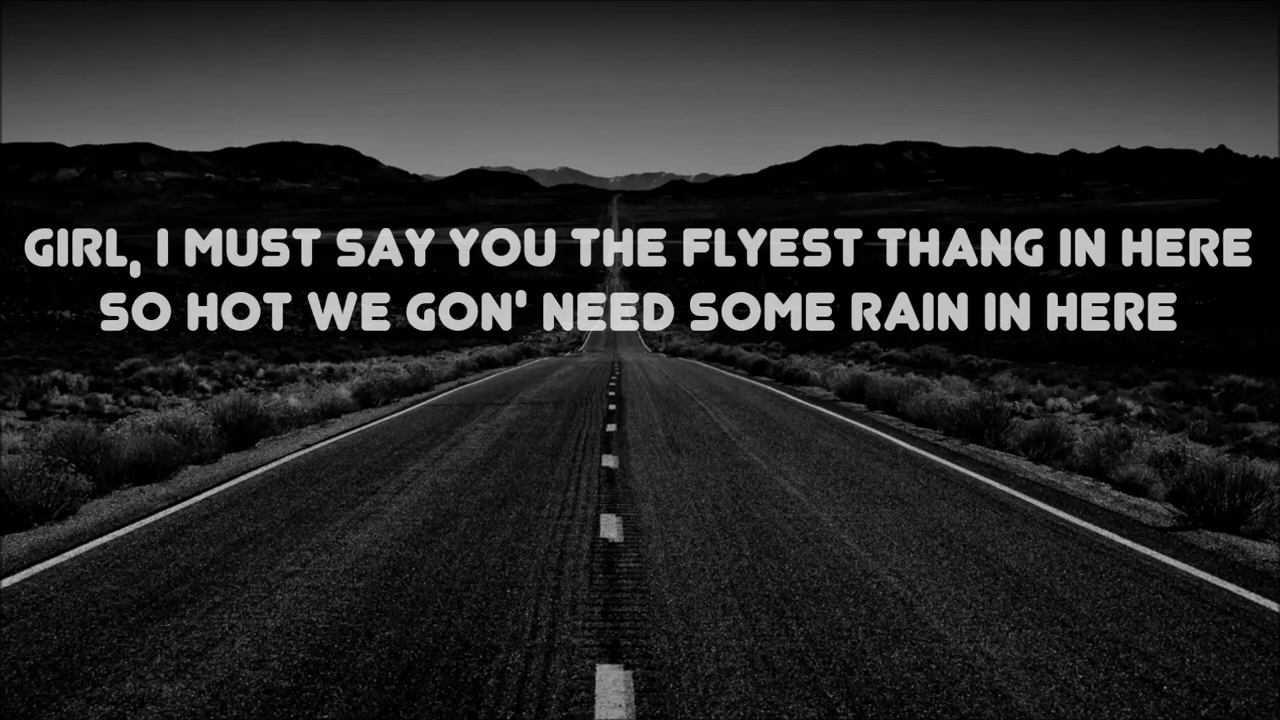 GIRL, I MUST SAY YOU THE FLYEST THANG IN HERE
SO HOT WE GON' NEED SOME RAIN IN HERE